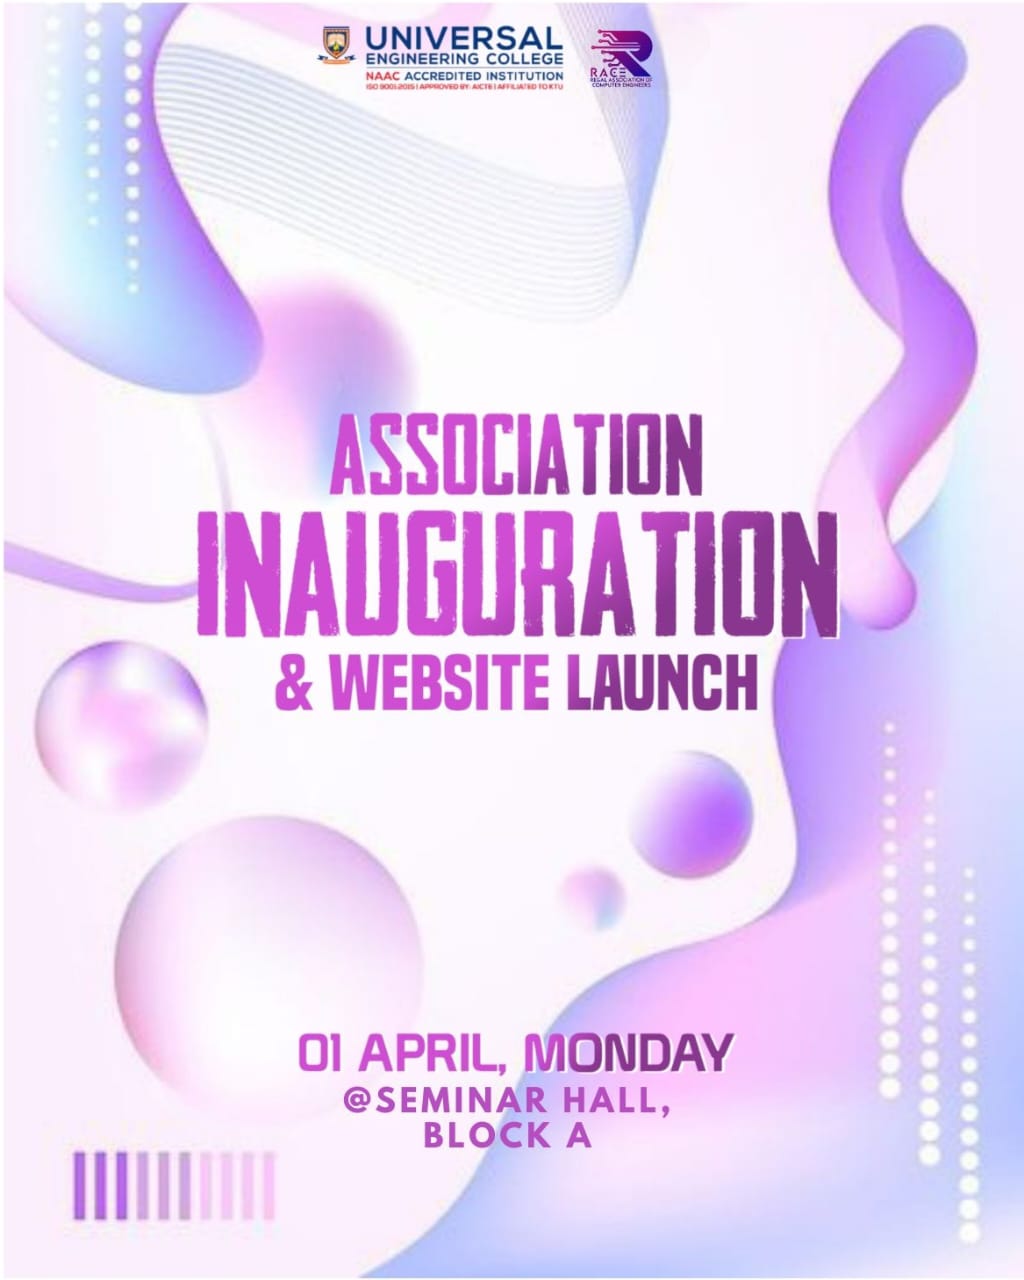 UNIVERSAL
ENGINEERING COLLEGE
NAAC ACCREDITED INSTITUTION
ISO 9001:2015 | APPROVED BY: AICTE | AFFILIATED TO KTU
RACE
REGAL ASSOCIATION OF
COMPUTER ENGINEERS
ASSOCIATION
INAUGURATION
& WEBSITE LAUNCH
01 APRIL, MONDAY
@SEMINAR HALL,
BLOCK A